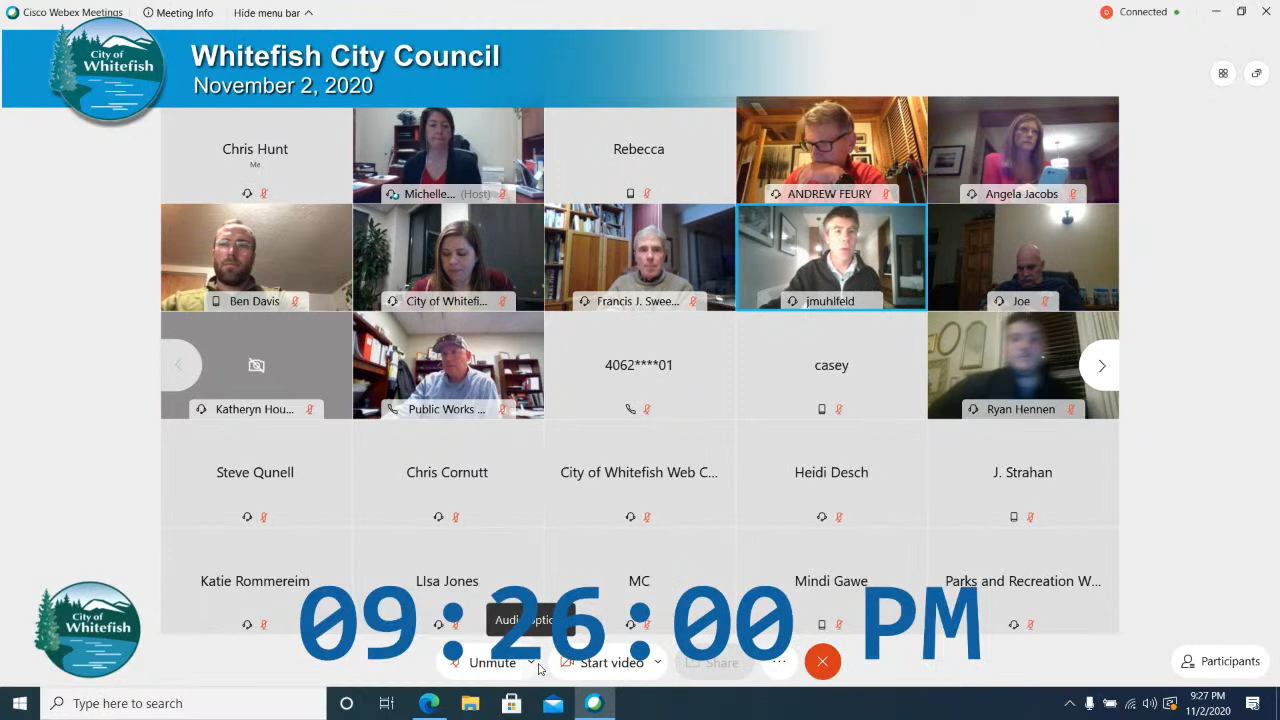 Cisco Webex Meetings
Meeting Info
Hide menu bar
Connected
City of
Whitefish
Whitefish City Council
November 2, 2020
Chris Hunt
Me
Rebecca
Michelle... (Host)
ANDREW FEURY
Angela Jacobs
Ben Davis
City of Whitefi...
Francis J. Swee...
jmuhlfeld
Joe
4062****01
casey
Katheryn Hou...
Public Works ...
Ryan Hennen
Steve Qunell
Chris Cornutt
City of Whitefish Web C...
Heidi Desch
J. Strahan
Katie Rommereim
LIsa Jones
MC
Mindi Gawe
Parks and Recreation W...
City of
Whitefish
09:26:00 PM
Unmute
Start video
Share
Participants
Type here to search
9:27 PM
11/2/2020